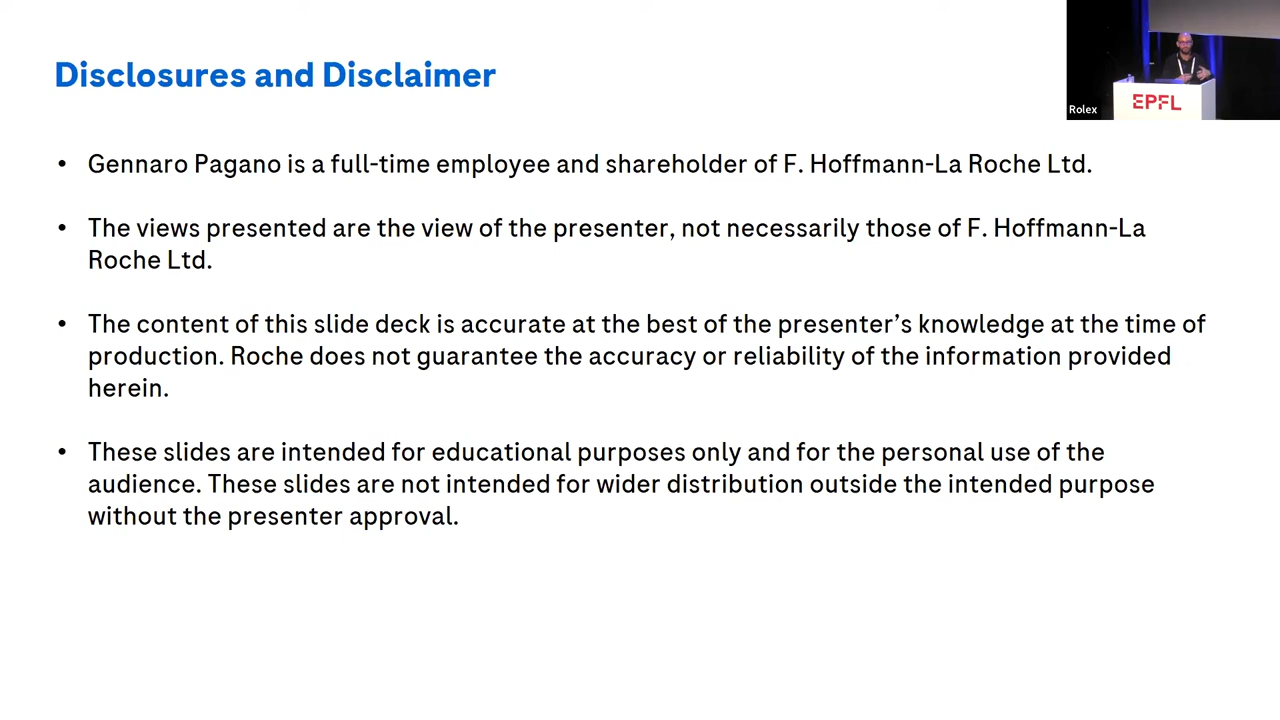 Disclosures and Disclaimer
Rolex
EPFL
• Gennaro Pagano is a full-time employee and shareholder of F. Hoffmann-La Roche Ltd.
• The views presented are the view of the presenter, not necessarily those of F. Hoffmann-La
Roche Ltd.
• The content of this slide deck is accurate at the best of the presenter’s knowledge at the time of
production. Roche does not guarantee the accuracy or reliability of the information provided
herein.
• These slides are intended for educational purposes only and for the personal use of the
audience. These slides are not intended for wider distribution outside the intended purpose
without the presenter approval.